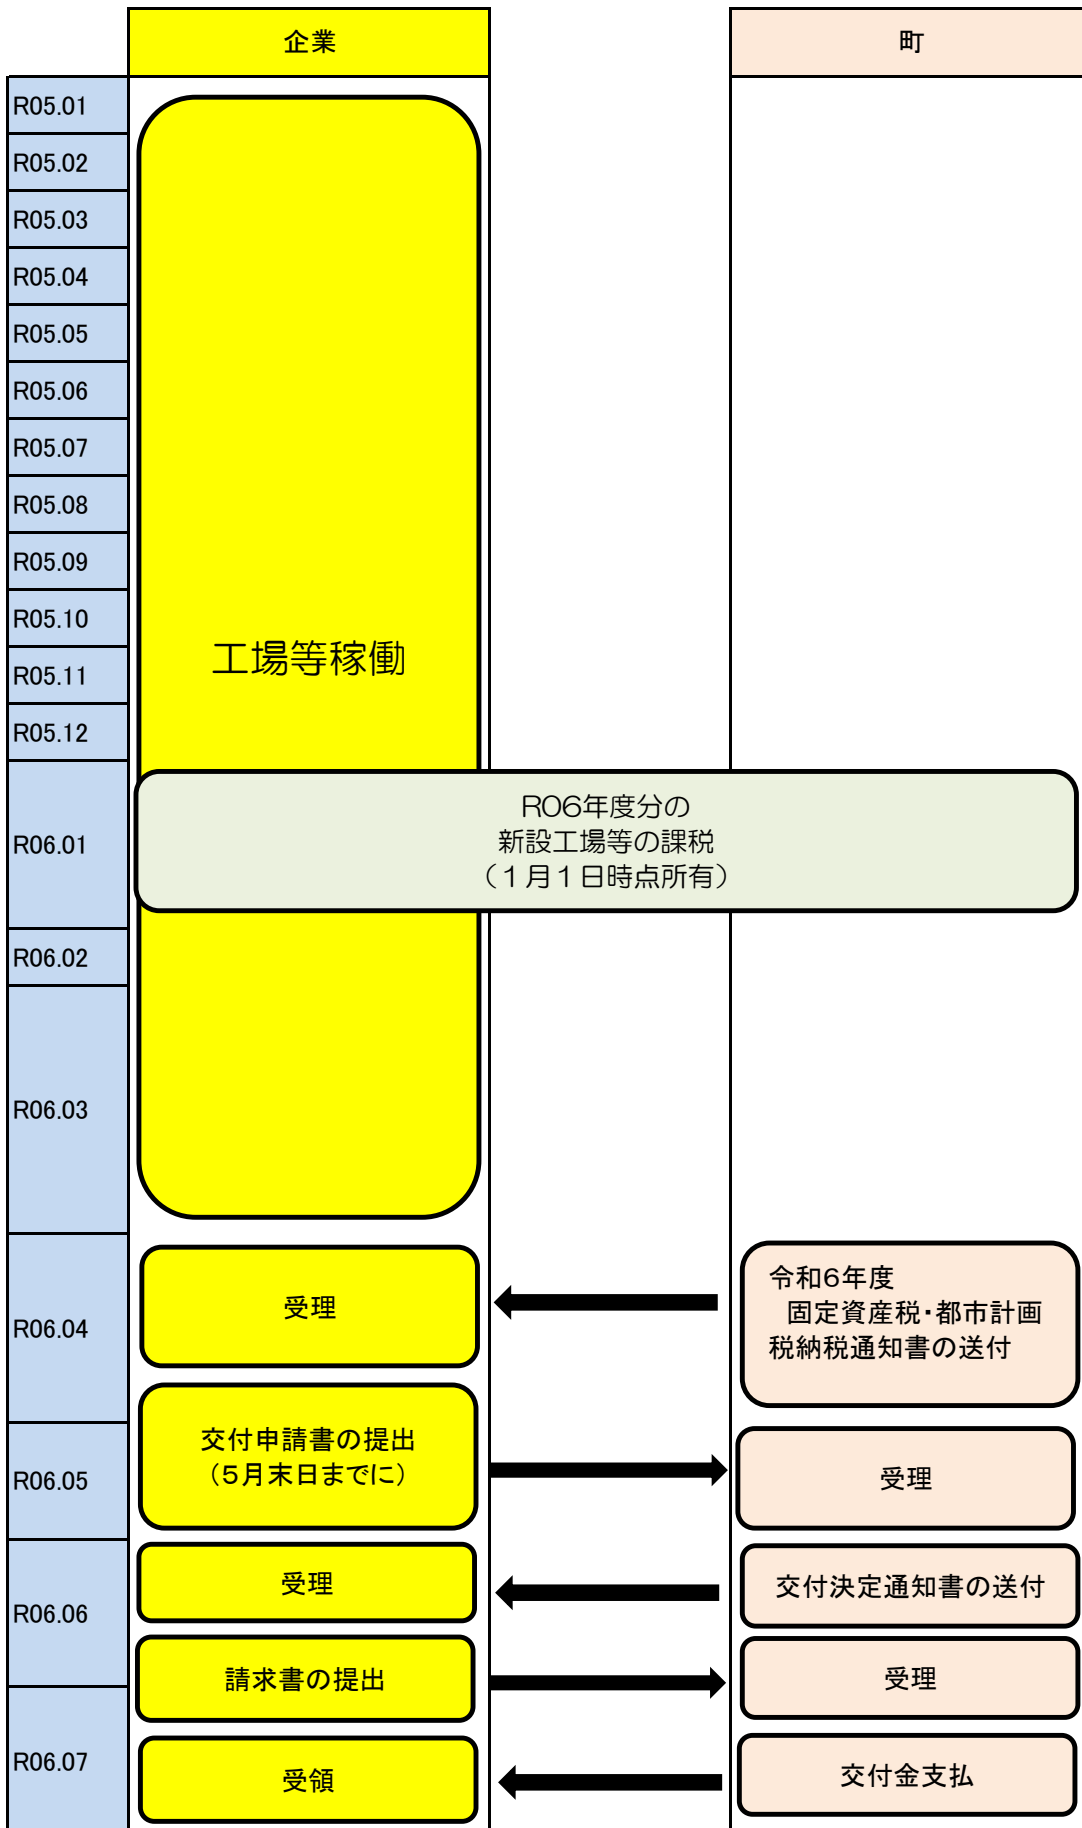 企業
町
R05.01
R05.02
R05.03
R05.04
R05.05
R05.06
R05.07
R05.08
R05.09
R05.10
工場等稼働
R05.11
R05.12
R06.01
R06年度分の
新設工場等の課税
（１月１日時点所有）
R06.02
R06.03
R06.04
受理
令和６年度
固定資産税・都市計画
税納税通知書の送付
R06.05
交付申請書の提出
（５月末日までに）
受理
R06.06
受理
交付決定通知書の送付
請求書の提出
受理
R06.07
受領
交付金支払